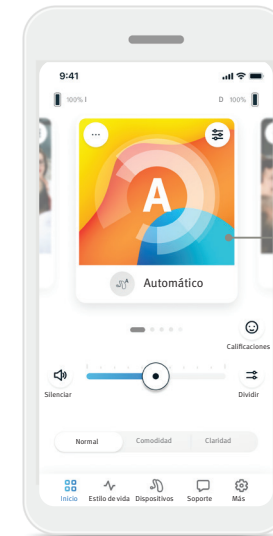 9:41
100% I
D 100%
A
A
Automático
Calificaciones
Silenciar
Dividir
Normal
Comodidad
Claridad
Inicio
Estilo de vida
Dispositivos
Soporte
Más